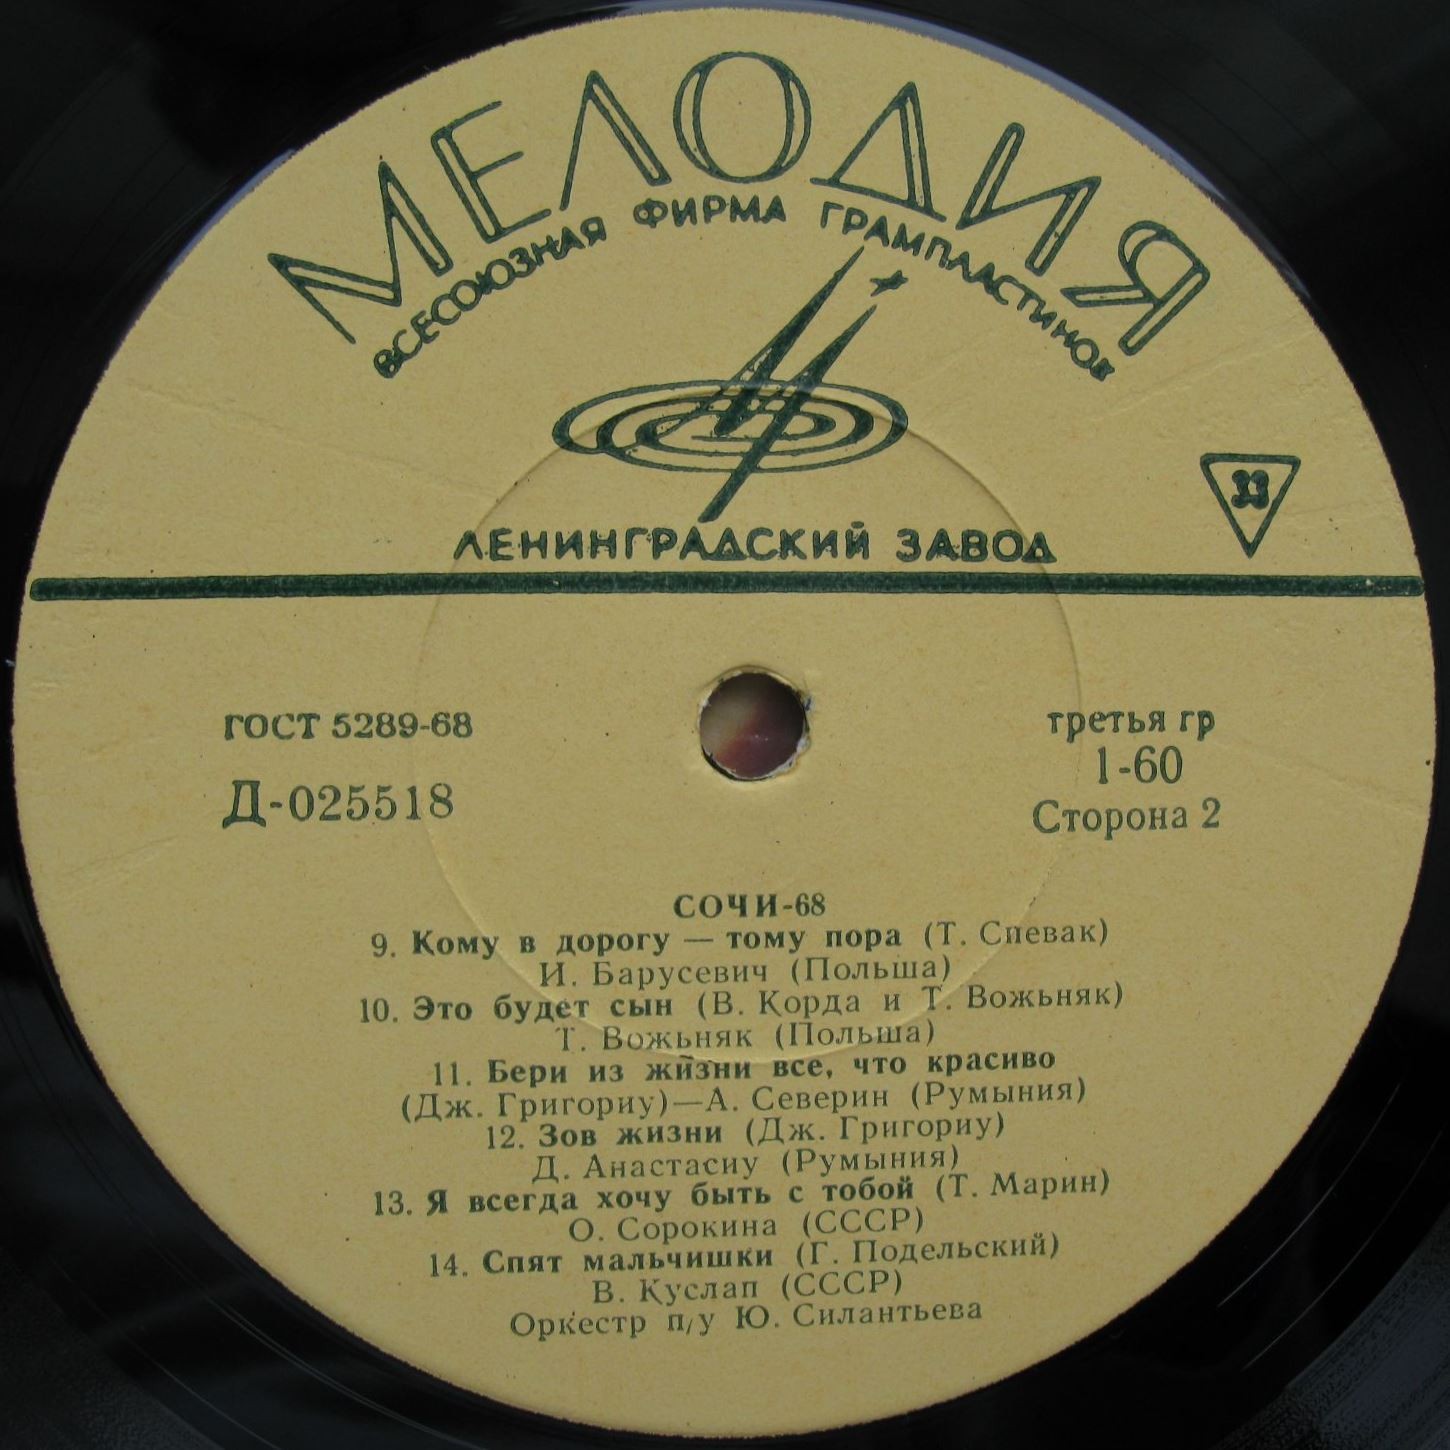 МЕЛОДИЯ
ВСЕСОЮЗНАЯ ФИРМА ГРАМПЛАСТИНОК
33
ЛЕНИНГРАДСКИЙ ЗАВОД
ГОСТ 5289-68
Д-025518
третья гр
1-60
Сторона 2
СОЧИ-68
9. Кому в дорогу — тому пора (Т. Спевак)
И. Барусевич (Польша)
10. Это будет сын (В. Корда и Т. Вожьняк)
Т. Вожьняк (Польша)
11. Бери из жизни все, что красиво
(Дж. Григориу)—А. Северин (Румыния)
12. Зов жизни (Дж. Григориу)
Д. Анастасиу (Румыния)
13. Я всегда хочу быть с тобой (Т. Марин)
О. Сорокина (СССР)
14. Спят мальчишки (Г. Подельский)
В. Куслап (СССР)
Оркестр п/у Ю. Силантьева